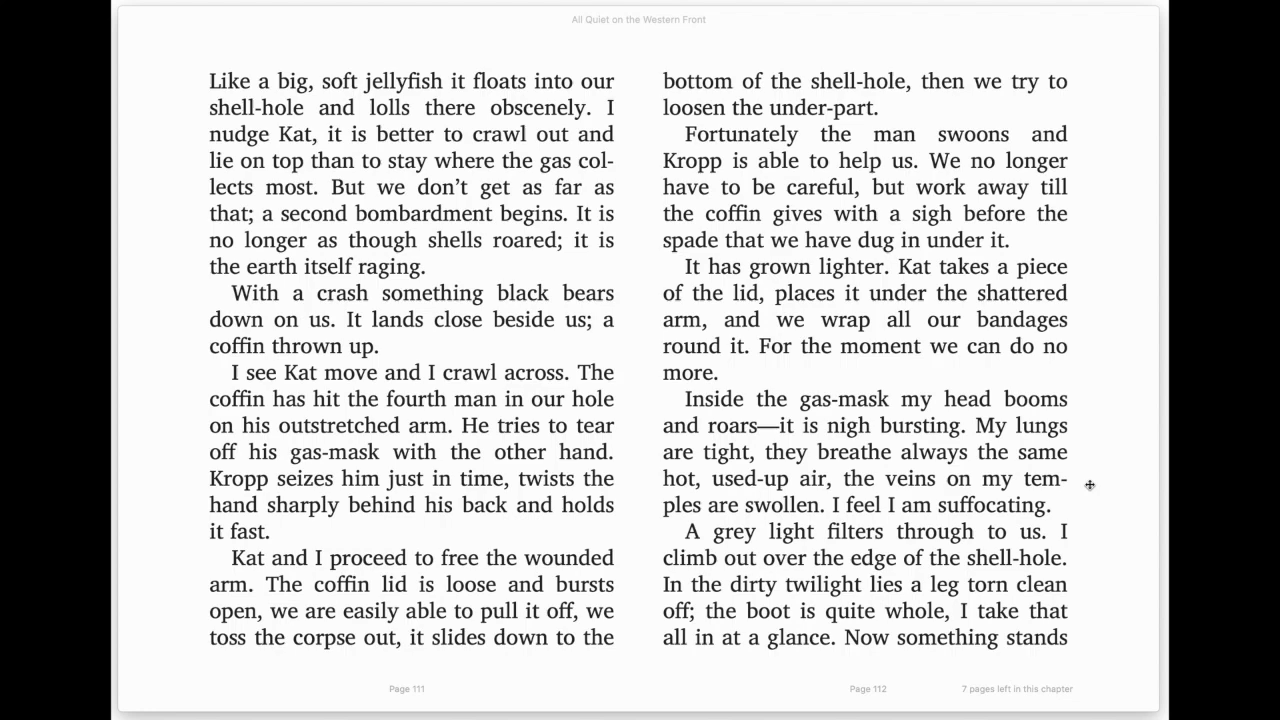 All Quiet on the Western Front
Like a big, soft jellyfish it floats into our
shell-hole and lolls there obscenely. I
nudge Kat, it is better to crawl out and
lie on top than to stay where the gas col-
lects most. But we don’t get as far as
that; a second bombardment begins. It is
no longer as though shells roared; it is
the earth itself raging.
With a crash something black bears
down on us. It lands close beside us; a
coffin thrown up.
I see Kat move and I crawl across. The
coffin has hit the fourth man in our hole
on his outstretched arm. He tries to tear
off his gas-mask with the other hand.
Kropp seizes him just in time, twists the
hand sharply behind his back and holds
it fast.
Kat and I proceed to free the wounded
arm. The coffin lid is loose and bursts
open, we are easily able to pull it off, we
toss the corpse out, it slides down to the
bottom of the shell-hole, then we try to
loosen the under-part.
Fortunately the man swoons and
Kropp is able to help us. We no longer
have to be careful, but work away till
the coffin gives with a sigh before the
spade that we have dug in under it.
It has grown lighter. Kat takes a piece
of the lid, places it under the shattered
arm, and we wrap all our bandages
round it. For the moment we can do no
more.
Inside the gas-mask my head booms
and roars—it is nigh bursting. My lungs
are tight, they breathe always the same
hot, used-up air, the veins on my tem-
ples are swollen. I feel I am suffocating.
A grey light filters through to us. I
climb out over the edge of the shell-hole.
In the dirty twilight lies a leg torn clean
off; the boot is quite whole, I take that
all in at a glance. Now something stands
Page 111
Page 112
7 pages left in this chapter